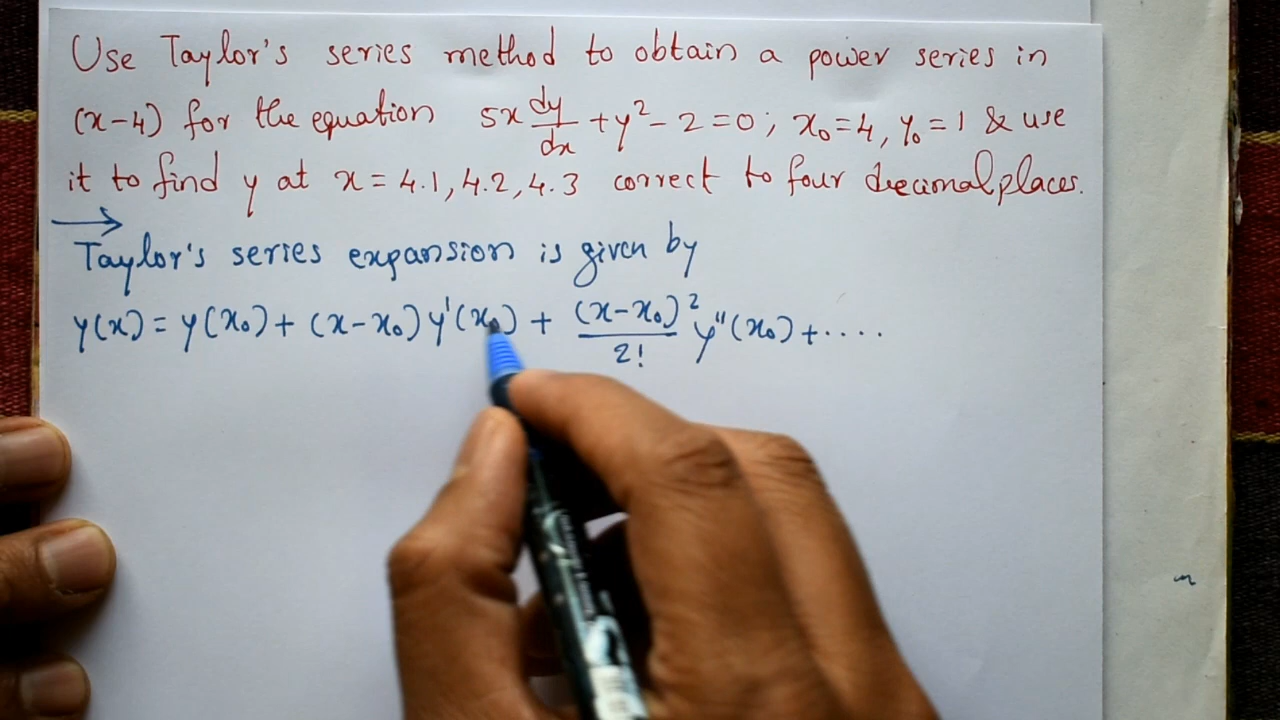 Use Taylor's series method to obtain a power series in
(x-4) for the equation 5x dy/dx + y² - 2 = 0; x₀ = 4, y₀ = 1 & use
it to find y at x = 4.1, 4.2, 4.3 correct to four decimal places.
→
Taylor's series expansion is given by
y(x) = y(x₀) + (x-x₀) y'(x₀) + (x-x₀)²/2! y''(x₀) + ....